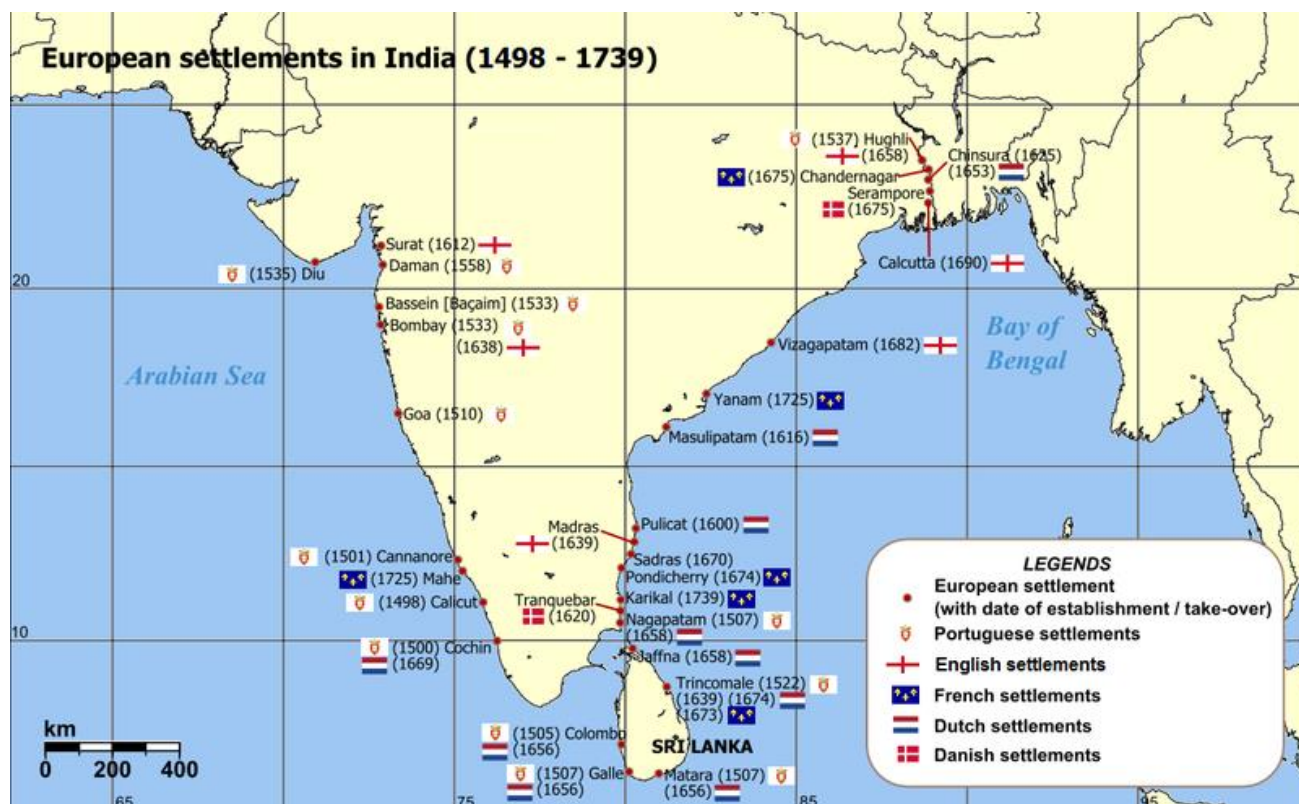 European settlements in India (1498 - 1739)
(1537) Hughli
(1658)
Chinsura (1625)
(1653)
(1675) Chandernagar
Serampore
(1675)
Calcutta (1690)
Surat (1612)
Daman (1558)
(1535) Diu
20
Bassein [Baçaim] (1533)
Bombay (1533)
(1638)
Arabian Sea
Bay of
Bengal
Vizagapatam (1682)
Yanam (1725)
Goa (1510)
Masulipatam (1616)
Pulicat (1600)
Madras
(1639)
Sadras (1670)
(1501) Cannanore
(1725) Mahe
(1498) Calicut
Pondicherry (1674)
Karikal (1739)
Tranquebar
(1620)
Nagapatam (1507)
(1658)
10
(1500) Cochin
(1669)
Jaffna (1658)
Trincomale (1522)
(1639) (1674)
(1673)
(1505) Colombo
(1656)
SRI LANKA
(1507) Galle
(1656)
Matara (1507)
(1656)
km
0 200 400
65
75
85
95
LEGENDS
European settlement
(with date of establishment / take-over)
Portuguese settlements
English settlements
French settlements
Dutch settlements
Danish settlements